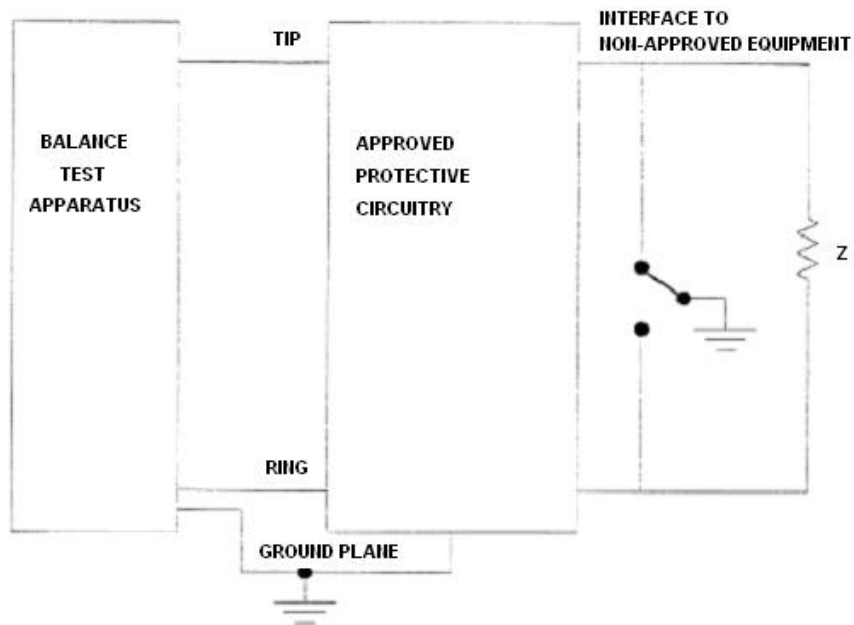 INTERFACE TO
NON-APPROVED EQUIPMENT
TIP
BALANCE
TEST
APPARATUS
APPROVED
PROTECTIVE
CIRCUITRY
Z
RING
GROUND PLANE